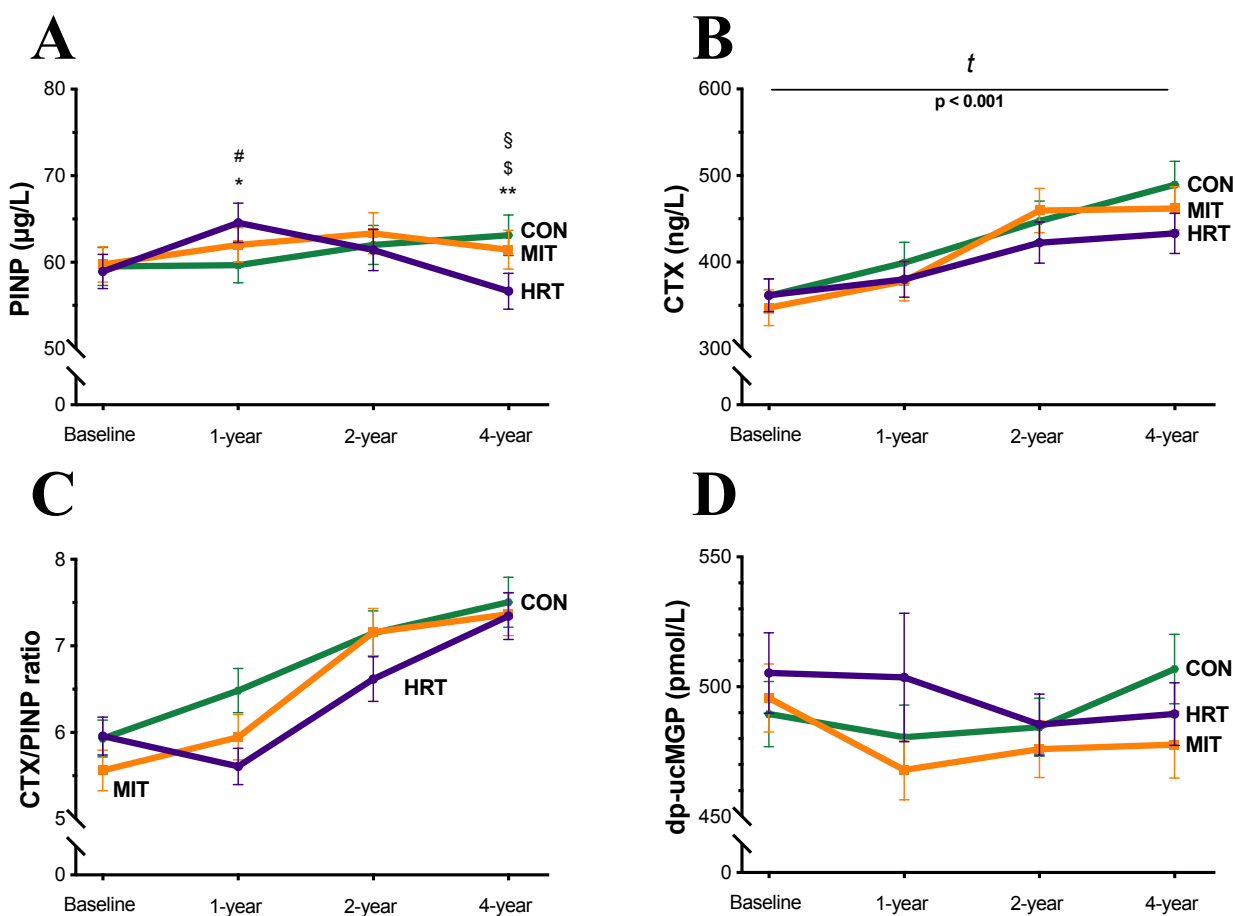 A
PINP (µg/L)
80
70
60
50
0
#
*
§
$
**
CON
MIT
HRT
Baseline
1-year
2-year
4-year
B
CTX (ng/L)
600
500
400
300
0
t
p < 0.001
CON
MIT
HRT
Baseline
1-year
2-year
4-year
C
CTX/PINP ratio
8
7
6
5
0
CON
HRT
MIT
Baseline
1-year
2-year
4-year
D
dp-ucMGP (pmol/L)
550
500
450
0
CON
HRT
MIT
Baseline
1-year
2-year
4-year